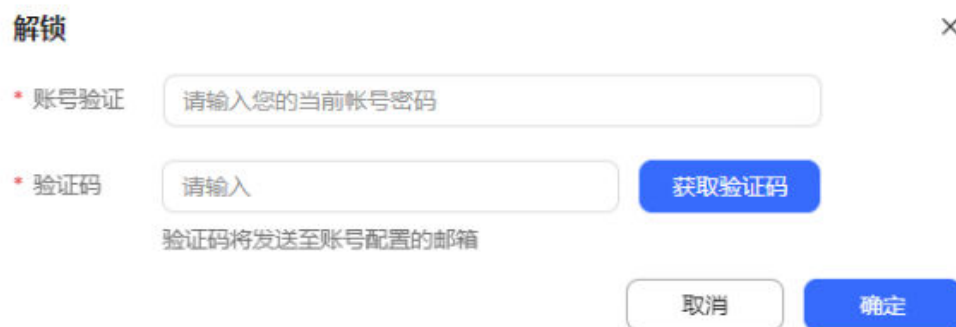 解锁
* 账号验证 请输入您的当前帐号密码
* 验证码 请输入 获取验证码
验证码将发送至账号配置的邮箱
取消 确定